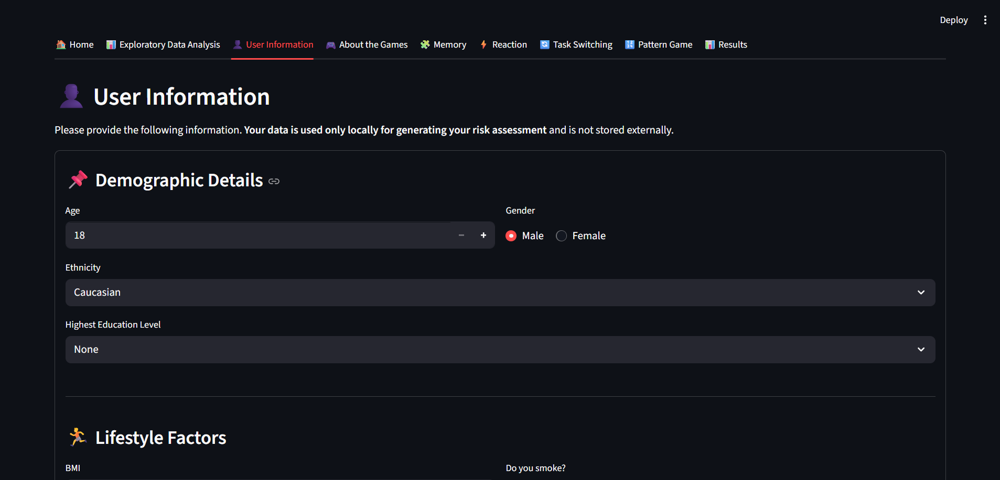 Deploy
Home Exploratory Data Analysis User Information About the Games Memory Reaction Task Switching Pattern Game Results
User Information
Please provide the following information. Your data is used only locally for generating your risk assessment and is not stored externally.
Demographic Details
Age Gender
18 Male Female
Ethnicity
Caucasian
Highest Education Level
None
Lifestyle Factors
BMI Do you smoke?